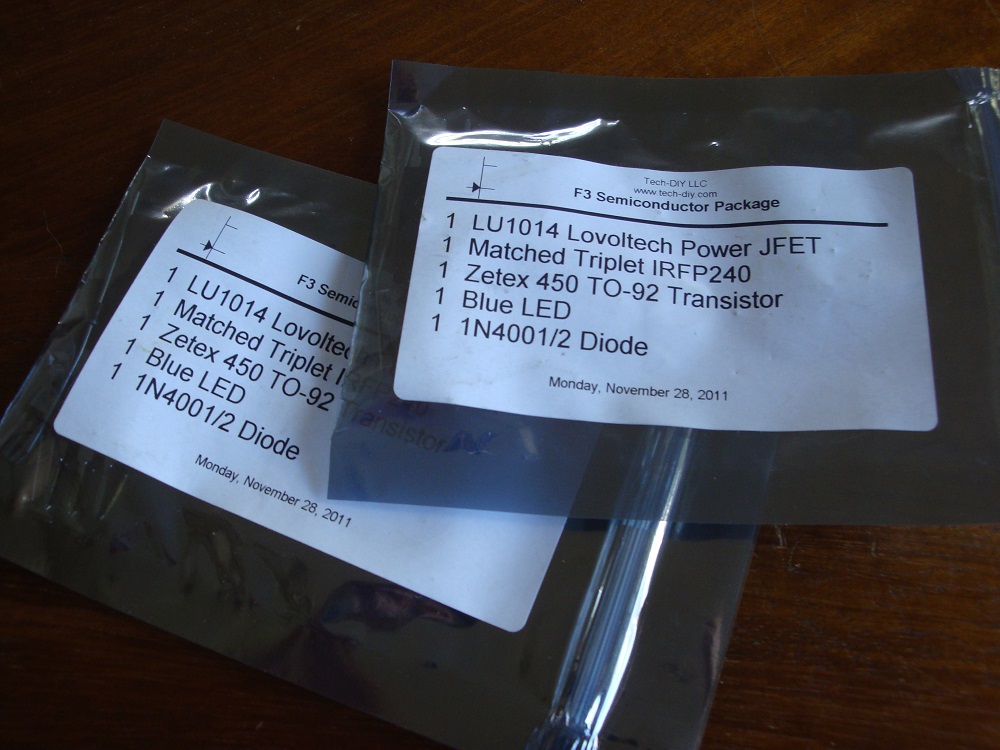 Tech-DIY LLC
www.tech-diy.com
F3 Semiconductor Package
1 LU1014 Lovoltech Power JFET
1 Matched Triplet IRFP240
1 Zetex 450 TO-92 Transistor
1 Blue LED
1 1N4001/2 Diode
Monday, November 28, 2011
F3 Semic
1 LU1014 Lovoltec
1 Matched Triplet I
1 Zetex 450 TO-92 Transistor
1 Blue LED
1 1N4001/2 Diode
Monday, November 28, 2011